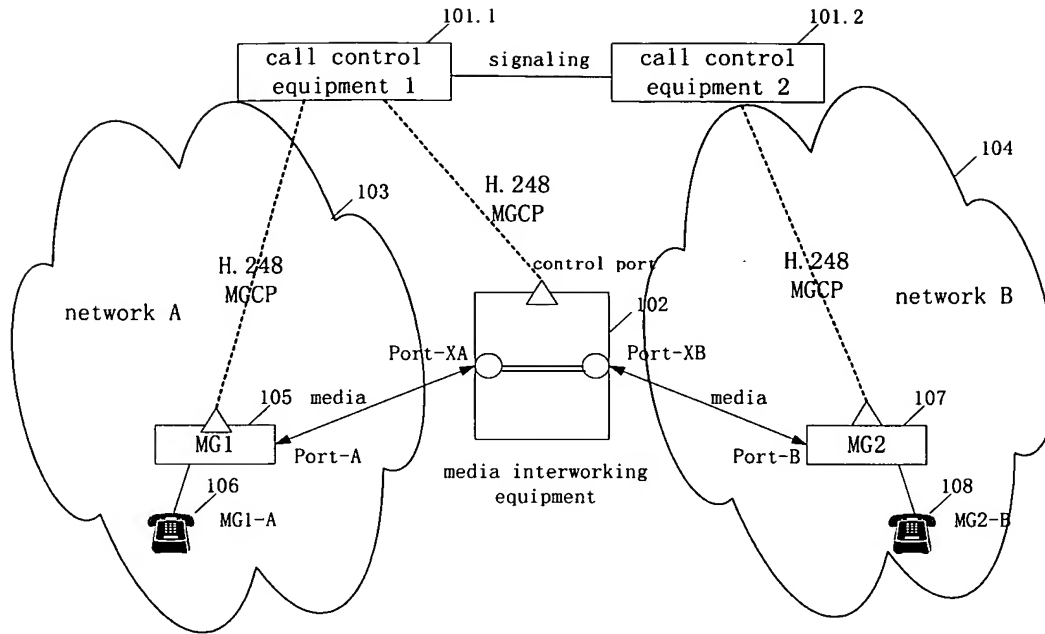 101.1
101.2
call control
equipment 1
signaling
call control
equipment 2
104
103
H.248
MGCP
H.248
MGCP
H.248
MGCP
control port
network A
network B
102
Port-XA
Port-XB
105
media
media
107
MG1
MG2
Port-A
Port-B
media interworking
equipment
106
108
MG1-A
MG2-B